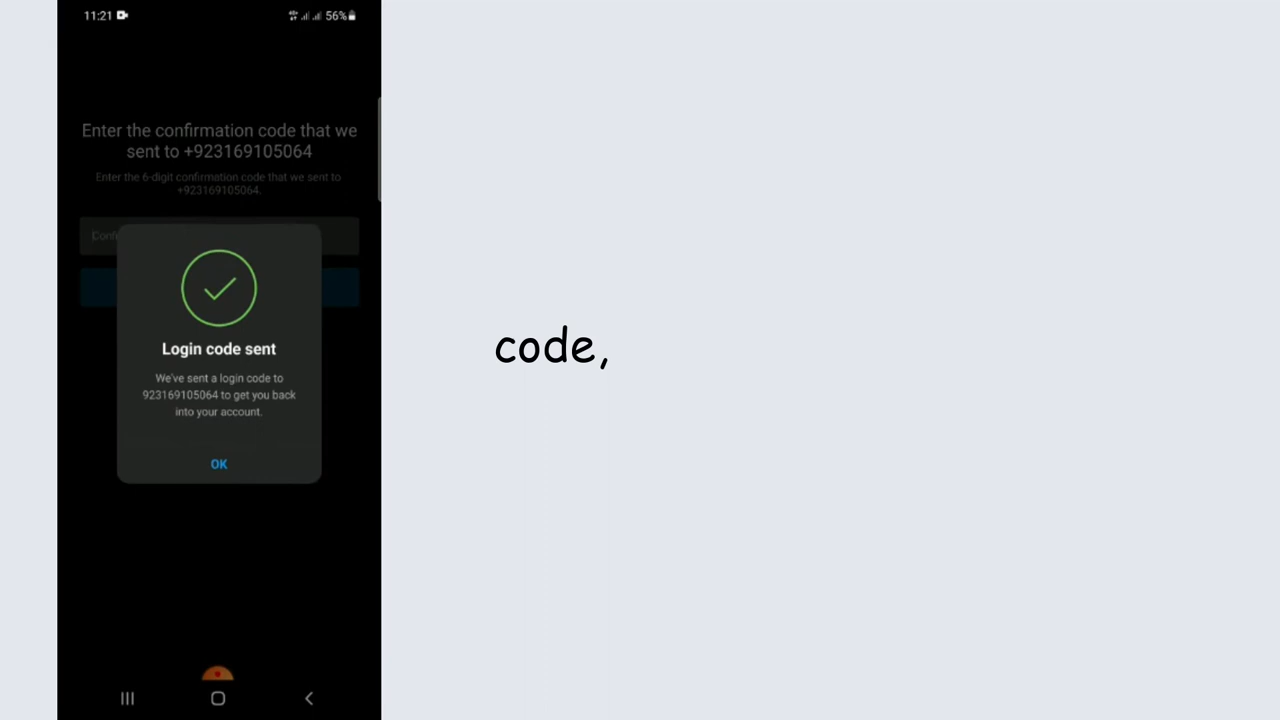 11:21
56%
Enter the confirmation code that we
sent to +923169105064
Enter the 6-digit confirmation code that we sent to
+923169105064.
Login code sent
We've sent a login code to
923169105064 to get you back
into your account.
OK
code,